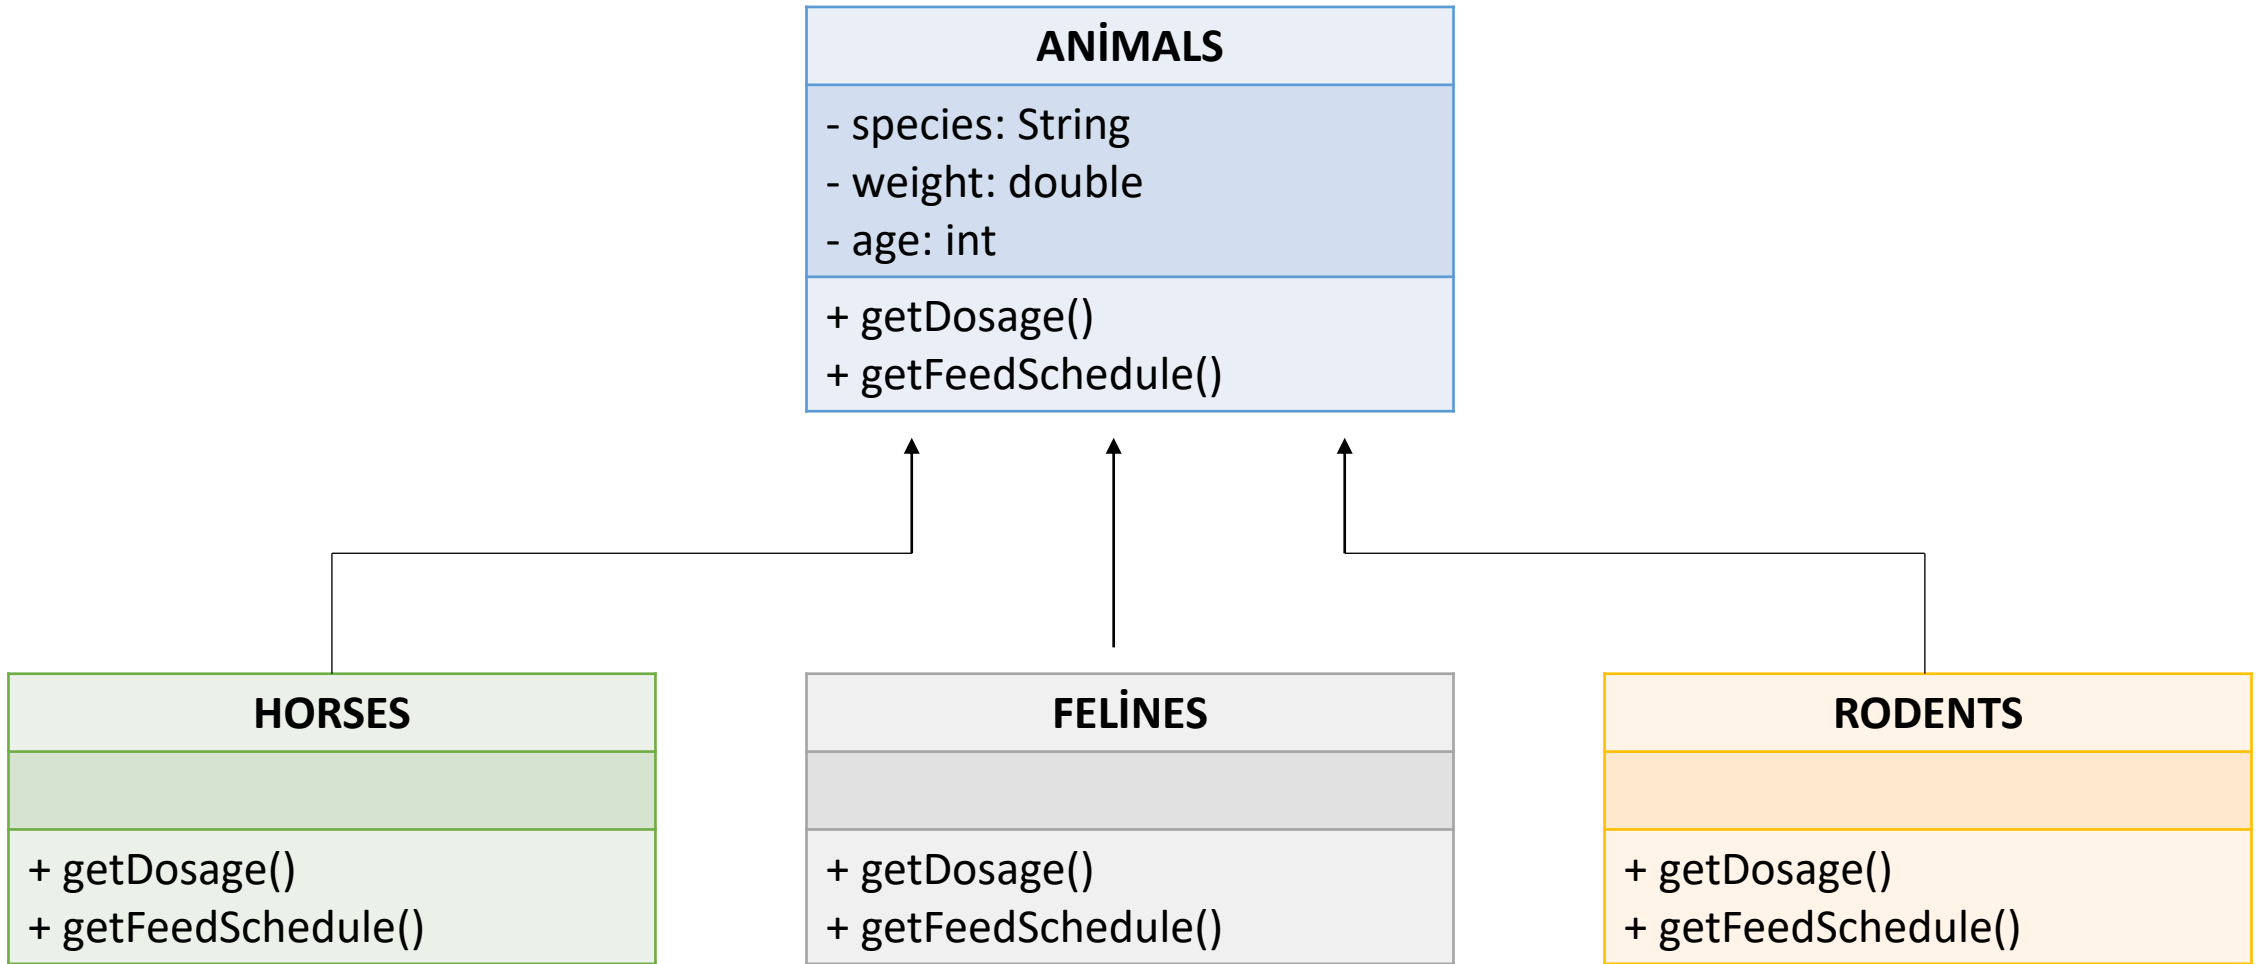 ANİMALS
- species: String
- weight: double
- age: int
+ getDosage()
+ getFeedSchedule()
HORSES
+ getDosage()
+ getFeedSchedule()
FELİNES
+ getDosage()
+ getFeedSchedule()
RODENTS
+ getDosage()
+ getFeedSchedule()